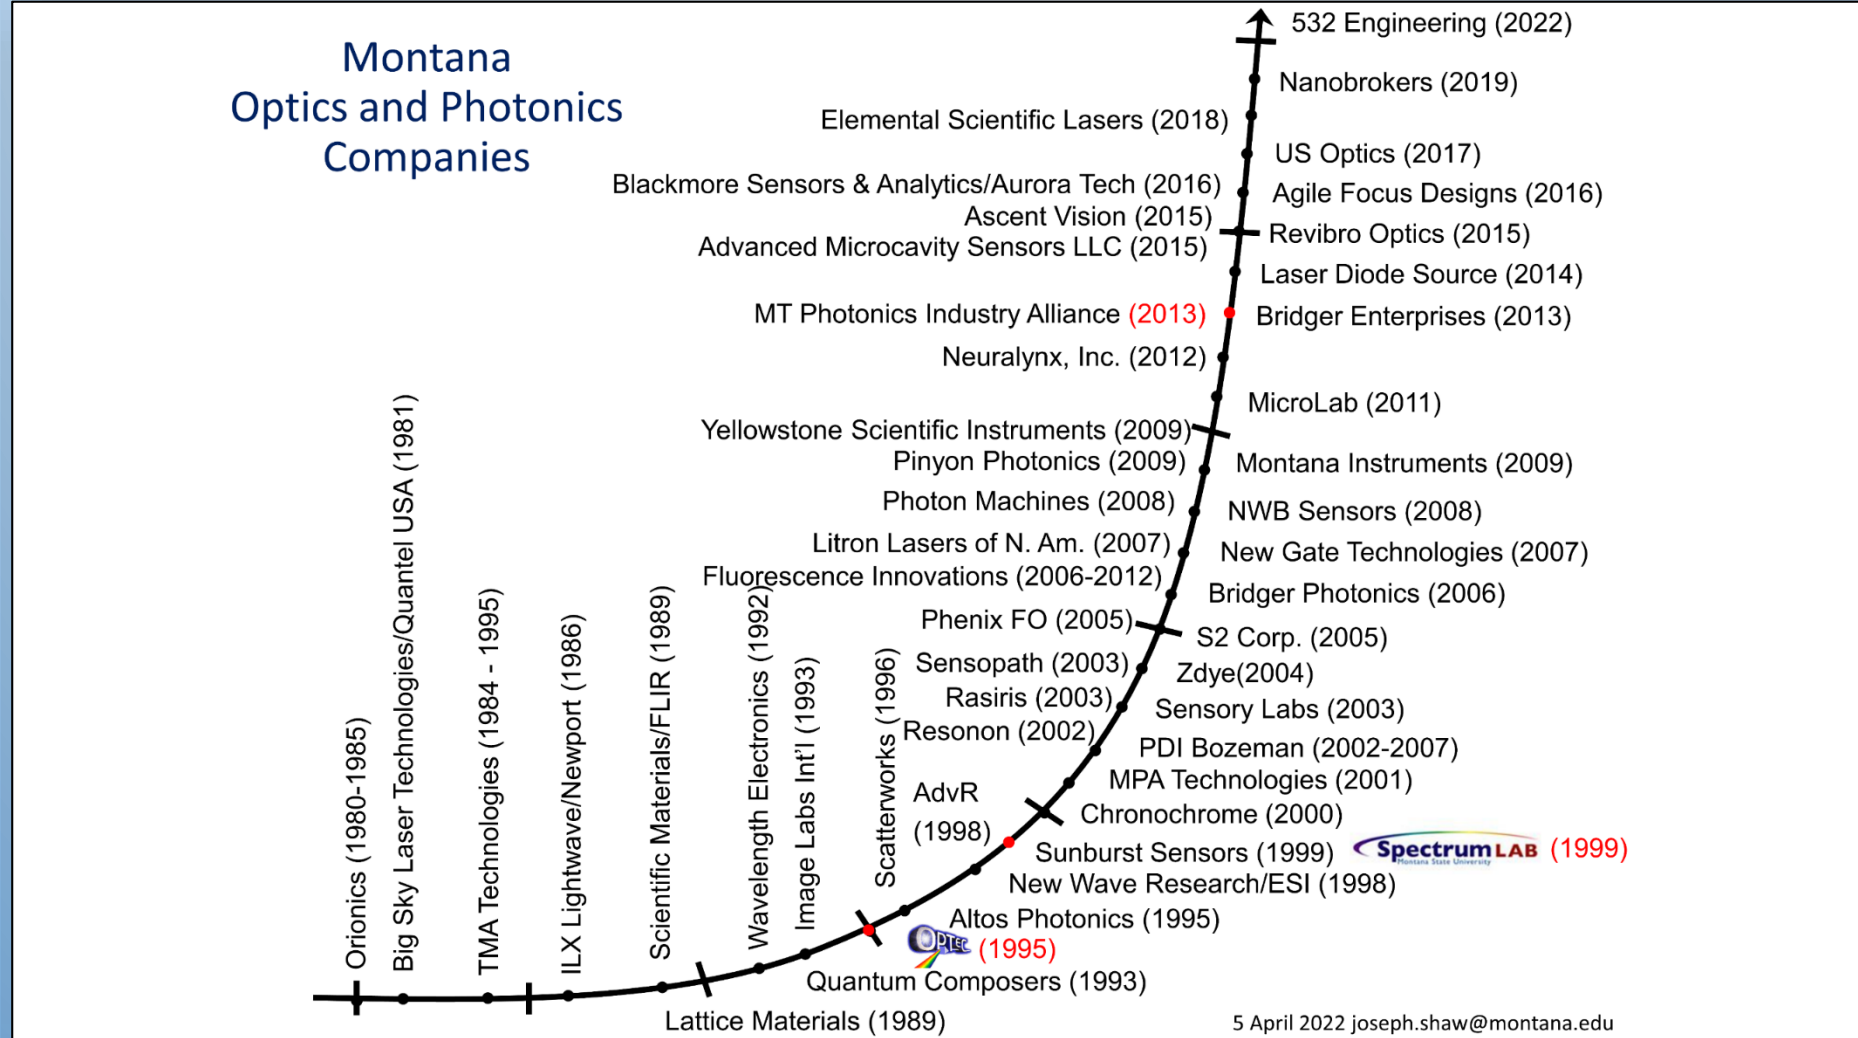 Montana
Optics and Photonics
Companies
532 Engineering (2022)
Nanobrokers (2019)
Elemental Scientific Lasers (2018)
US Optics (2017)
Blackmore Sensors & Analytics/Aurora Tech (2016)
Agile Focus Designs (2016)
Ascent Vision (2015)
Revibro Optics (2015)
Advanced Microcavity Sensors LLC (2015)
Laser Diode Source (2014)
MT Photonics Industry Alliance (2013)
Bridger Enterprises (2013)
Neuralynx, Inc. (2012)
MicroLab (2011)
Yellowstone Scientific Instruments (2009)
Pinyon Photonics (2009)
Montana Instruments (2009)
Photon Machines (2008)
NWB Sensors (2008)
Litron Lasers of N. Am. (2007)
New Gate Technologies (2007)
Fluorescence Innovations (2006-2012)
Bridger Photonics (2006)
Phenix FO (2005)
S2 Corp. (2005)
Sensopath (2003)
Zdye(2004)
Rasiris (2003)
Sensory Labs (2003)
Resonon (2002)
PDI Bozeman (2002-2007)
MPA Technologies (2001)
AdvR
(1998)
Chronochrome (2000)
Sunburst Sensors (1999)
Spectrum LAB (1999)
Montana State University
New Wave Research/ESI (1998)
Altos Photonics (1995)
OPTEC (1995)
Quantum Composers (1993)
Lattice Materials (1989)
Orionics (1980-1985)
Big Sky Laser Technologies/Quantel USA (1981)
TMA Technologies (1984 - 1995)
ILX Lightwave/Newport (1986)
Scientific Materials/FLIR (1989)
Wavelength Electronics (1992)
Image Labs Int'l (1993)
Scatterworks (1996)
5 April 2022 joseph.shaw@montana.edu